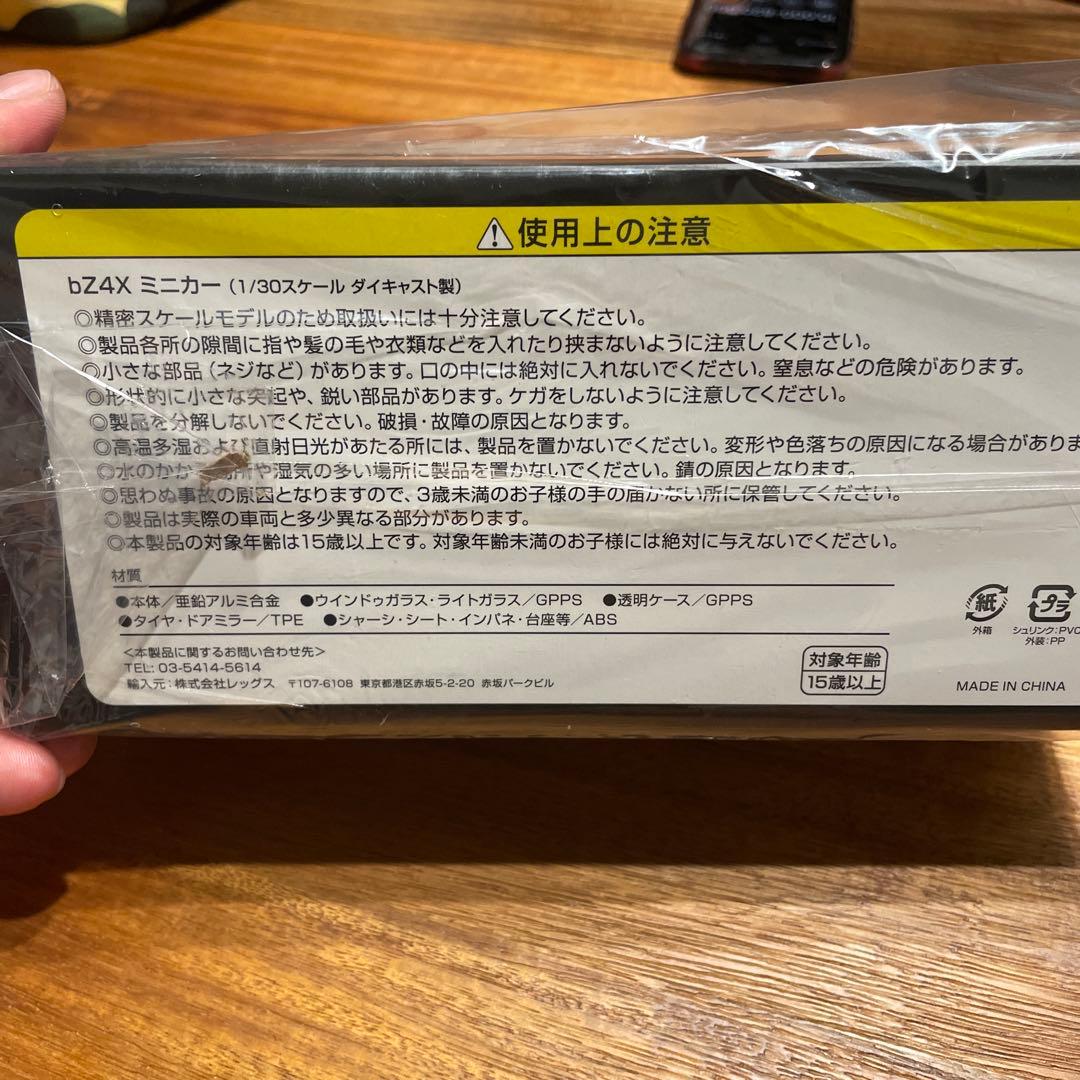 ⚠使用上の注意
bZ4X ミニカー（1/30スケール ダイキャスト製）
◎精密スケールモデルのため取扱いには十分注意してください。
◎製品各所の隙間に指や髪の毛や衣類などを入れたり挟まないように注意してください。
◎小さな部品（ネジなど）があります。口の中には絶対に入れないでください。窒息などの危険があります。
◎形状的に小さな突起や、鋭い部品があります。ケガをしないように注意してください。
◎製品を分解しないでください。破損・故障の原因となります。
◎高温多湿および直射日光があたる所には、製品を置かないでください。変形や色落ちの原因になる場合がありま
◎水のかか 場所や湿気の多い場所に製品を置かないでください。錆の原因となります。
◎思わぬ事故の原因となりますので、3歳未満のお子様の手の届かない所に保管してください。
◎製品は実際の車両と多少異なる部分があります。
◎本製品の対象年齢は15歳以上です。対象年齢未満のお子様には絶対に与えないでください。
材質
●本体／亜鉛アルミ合金 ●ウインドゥガラス・ライトガラス／GPPS ●透明ケース／GPPS
●タイヤ・ドアミラー／TPE ●シャーシ・シート・インパネ・台座等／ABS
＜本製品に関するお問い合わせ先＞
TEL: 03-5414-5614
輸入元：株式会社レッグス 〒107-6108 東京都港区赤坂5-2-20 赤坂パークビル
対象年齢
15歳以上
紙
外箱
プラ
シュリンク：PVC
外装：PP
MADE IN CHINA